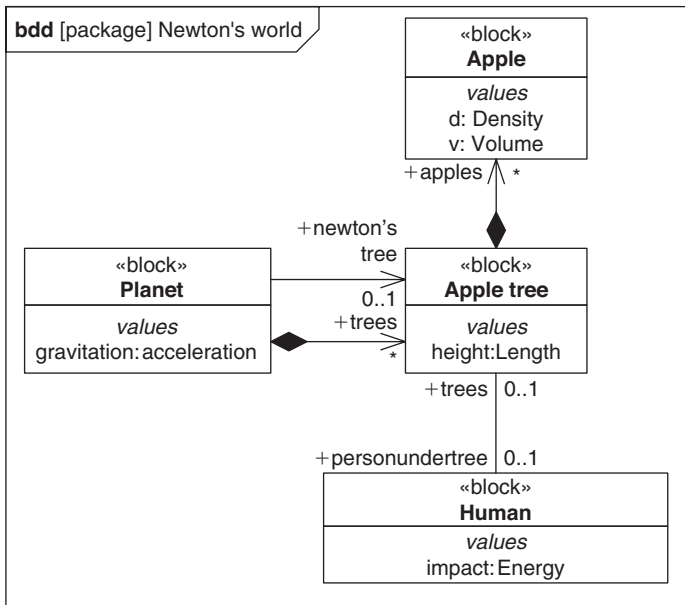 bdd [package] Newton's world
«block»
Apple
values
d: Density
v: Volume
+apples *
+newton's
tree
0..1
«block»
Planet
values
gravitation:acceleration
+trees
*
«block»
Apple tree
values
height:Length
+trees 0..1
+personundertree 0..1
«block»
Human
values
impact:Energy